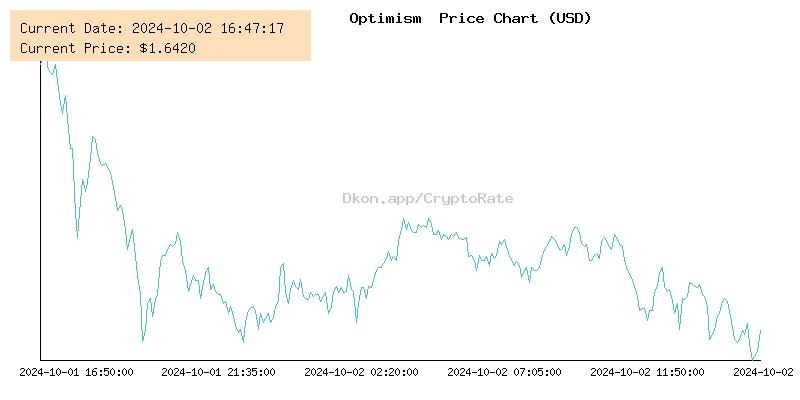 Optimism  Price Chart (USD)
Current Date: 2024-10-02 16:47:17
Current Price: $1.6420
Dkon.app/CryptoRate
2024-10-01 16:50:00 2024-10-01 21:35:00 2024-10-02 02:20:00 2024-10-02 07:05:00 2024-10-02 11:50:00 2024-10-02